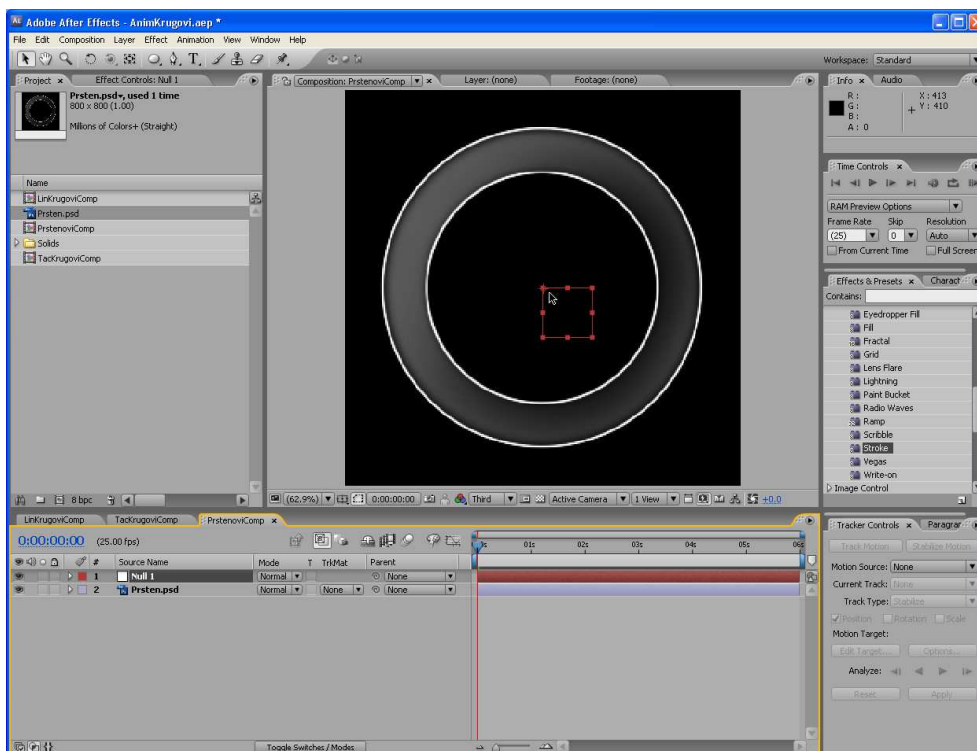 Adobe After Effects - AnimKrugovi.aep *
File Edit Composition Layer Effect Animation View Window Help
Workspace: Standard
Project × Effect Controls: Null 1
Prsten.psd, used 1 time
800 x 800 (1.00)
Millions of Colors+ (Straight)
Name
LinKrugoviComp
Prsten.psd
PrstenoviComp
Solids
TacKrugoviComp
8 bpc
Composition: PrstenoviComp × Layer: (none) Footage: (none)
(62.9%) 0:00:00:00 Third Active Camera 1 View +0.0
Info × Audio
R : X : 413
G : Y : 410
B :
A : 0
Time Controls ×
RAM Preview Options
Frame Rate Skip Resolution
(25) 0 Auto
From Current Time Full Screen
Effects & Presets × Charact
Contains:
Eyedropper Fill
Fill
Fractal
Grid
Lens Flare
Lightning
Paint Bucket
Radio Waves
Ramp
Scribble
Stroke
Vegas
Write-on
Image Control
LinKrugoviComp TacKrugoviComp PrstenoviComp ×
0:00:00:00 (25.00 fps)
# Source Name Mode T TrkMat Parent
1 Null 1 Normal None
2 Prsten.psd Normal None None
01s 02s 03s 04s 05s 06s
Toggle Switches / Modes
Tracker Controls × Paragrar
Track Motion Stabilize Motion
Motion Source: None
Current Track: None
Track Type: Stabilize
Position Rotation Scale
Motion Target:
Edit Target... Options...
Analyze:
Reset Apply